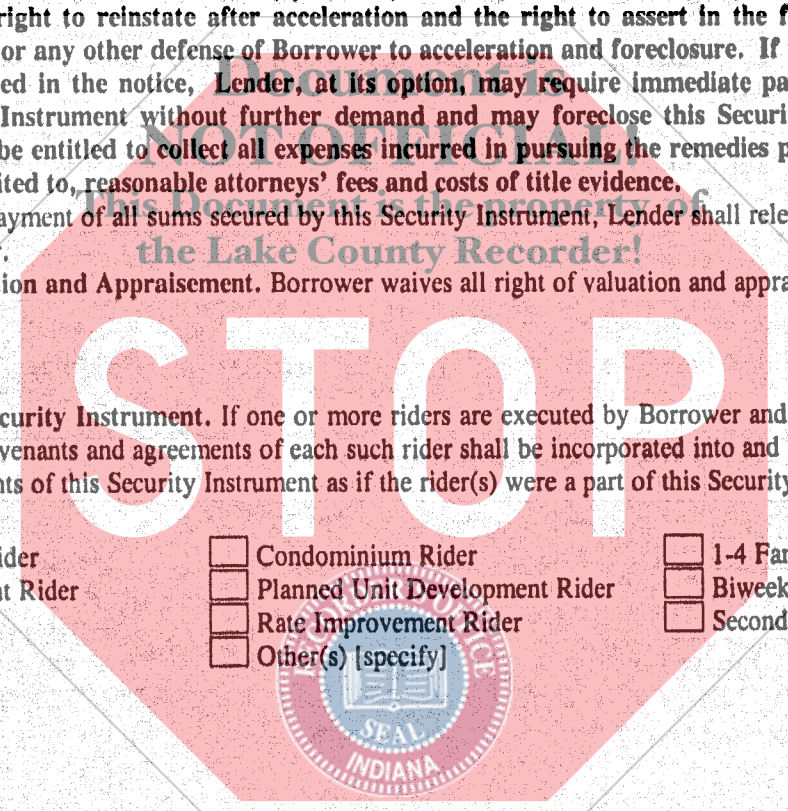 right to reinstate after acceleration and the right to assert in the f
or any other defense of Borrower to acceleration and foreclosure. If
ed in the notice, Lender, at its option, may require immediate pa
Document is
Instrument without further demand and may foreclose this Securi
NOT OFFICIAL!
be entitled to collect all expenses incurred in pursuing the remedies p
ited to, reasonable attorneys' fees and costs of title evidence.
This Document is the property of
ayment of all sums secured by this Security Instrument, Lender shall rele
the Lake County Recorder!
ion and Appraisement. Borrower waives all right of valuation and appra
STOP
curity Instrument. If one or more riders are executed by Borrower and
venants and agreements of each such rider shall be incorporated into and
nts of this Security Instrument as if the rider(s) were a part of this Security
ider
Condominium Rider
1-4 Fam
nt Rider
Planned Unit Development Rider
Biweek
Rate Improvement Rider
Second
Other(s) [specify]
RECORDER'S OFFICE
SEAL
INDIANA